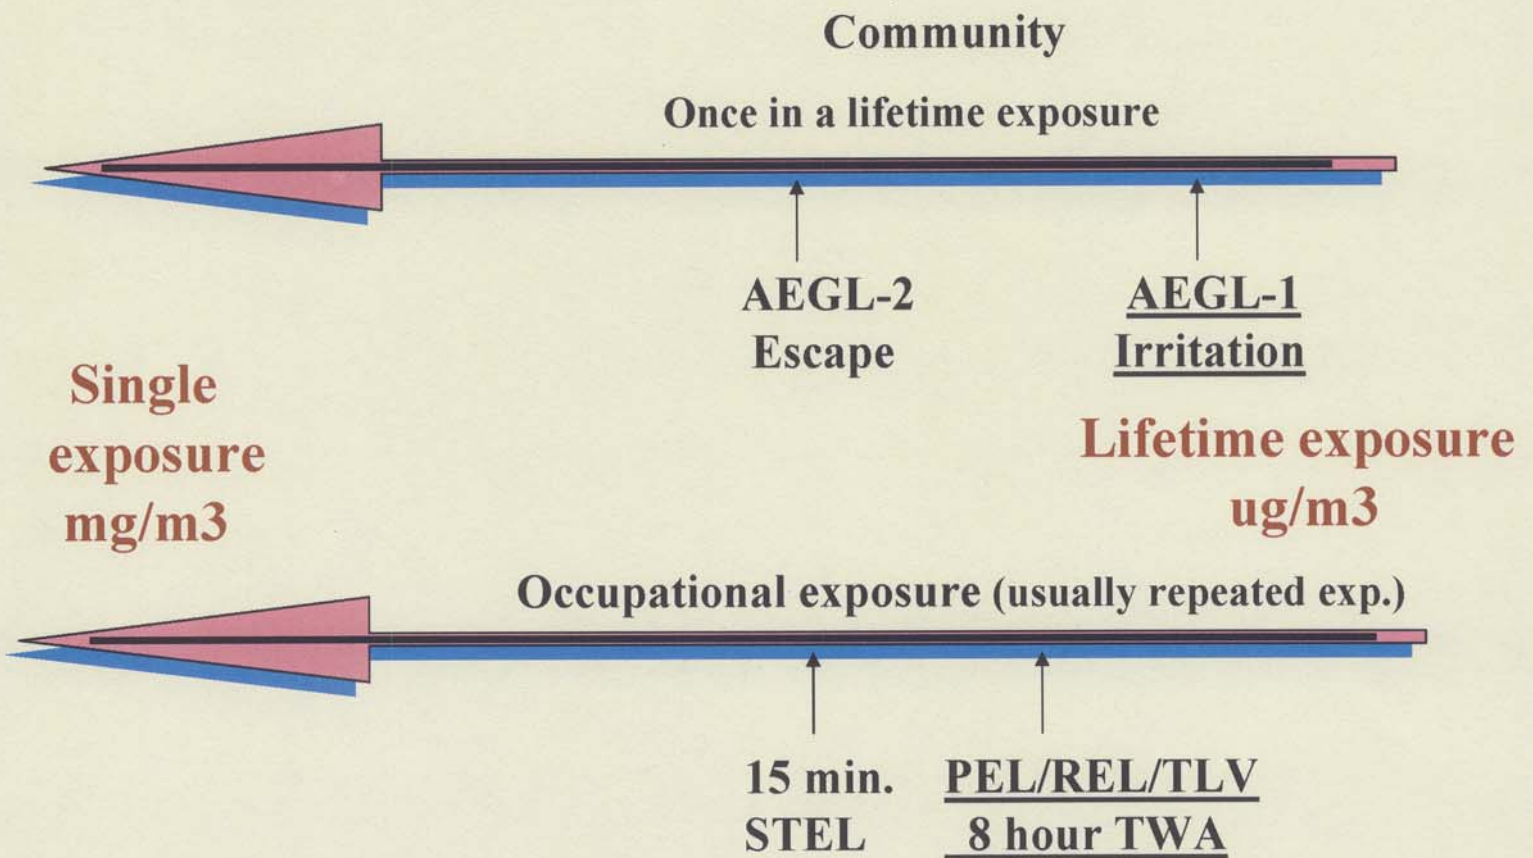 Community
Once in a lifetime exposure
AEGL-2
Escape
AEGL-1
Irritation
Single
exposure
mg/m3
Lifetime exposure
ug/m3
Occupational exposure (usually repeated exp.)
15 min.
STEL
PEL/REL/TLV
8 hour TWA